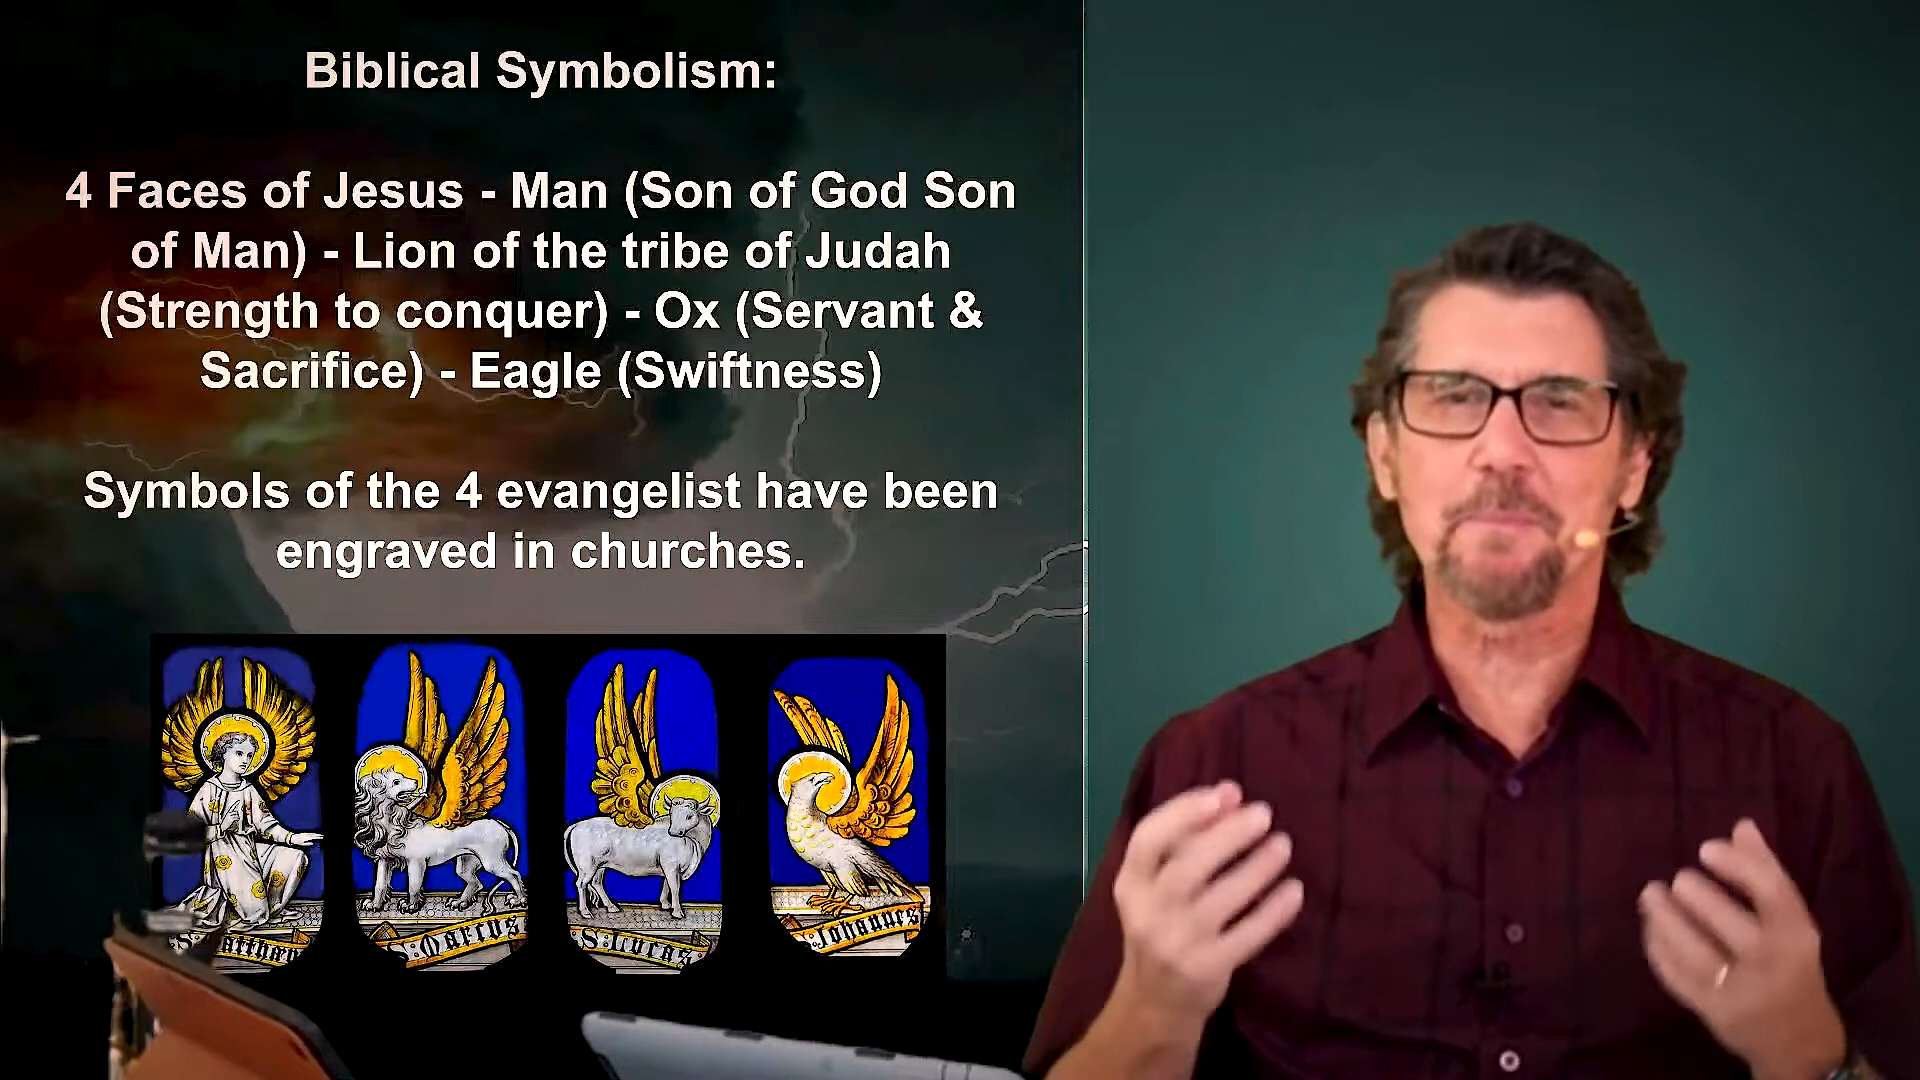 Biblical Symbolism:
4 Faces of Jesus - Man (Son of God Son
of Man) - Lion of the tribe of Judah
(Strength to conquer) - Ox (Servant &
Sacrifice) - Eagle (Swiftness)
Symbols of the 4 evangelist have been
engraved in churches.
S: Marcus
S: Lucas
S: Johannes